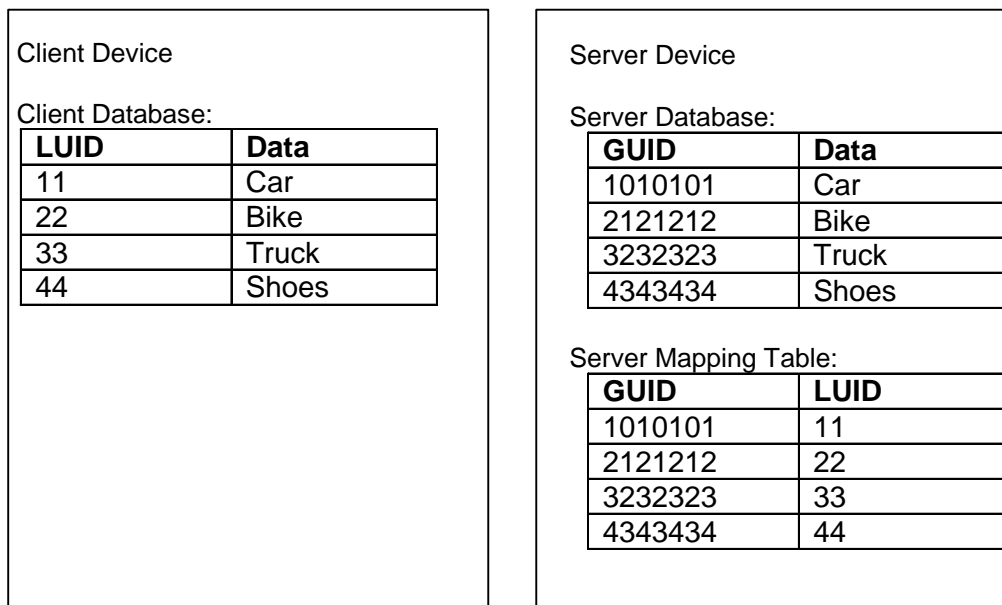 Client Device
Client Database:
LUID Data
11 Car
22 Bike
33 Truck
44 Shoes
Server Device
Server Database:
GUID Data
1010101 Car
2121212 Bike
3232323 Truck
4343434 Shoes
Server Mapping Table:
GUID LUID
1010101 11
2121212 22
3232323 33
4343434 44